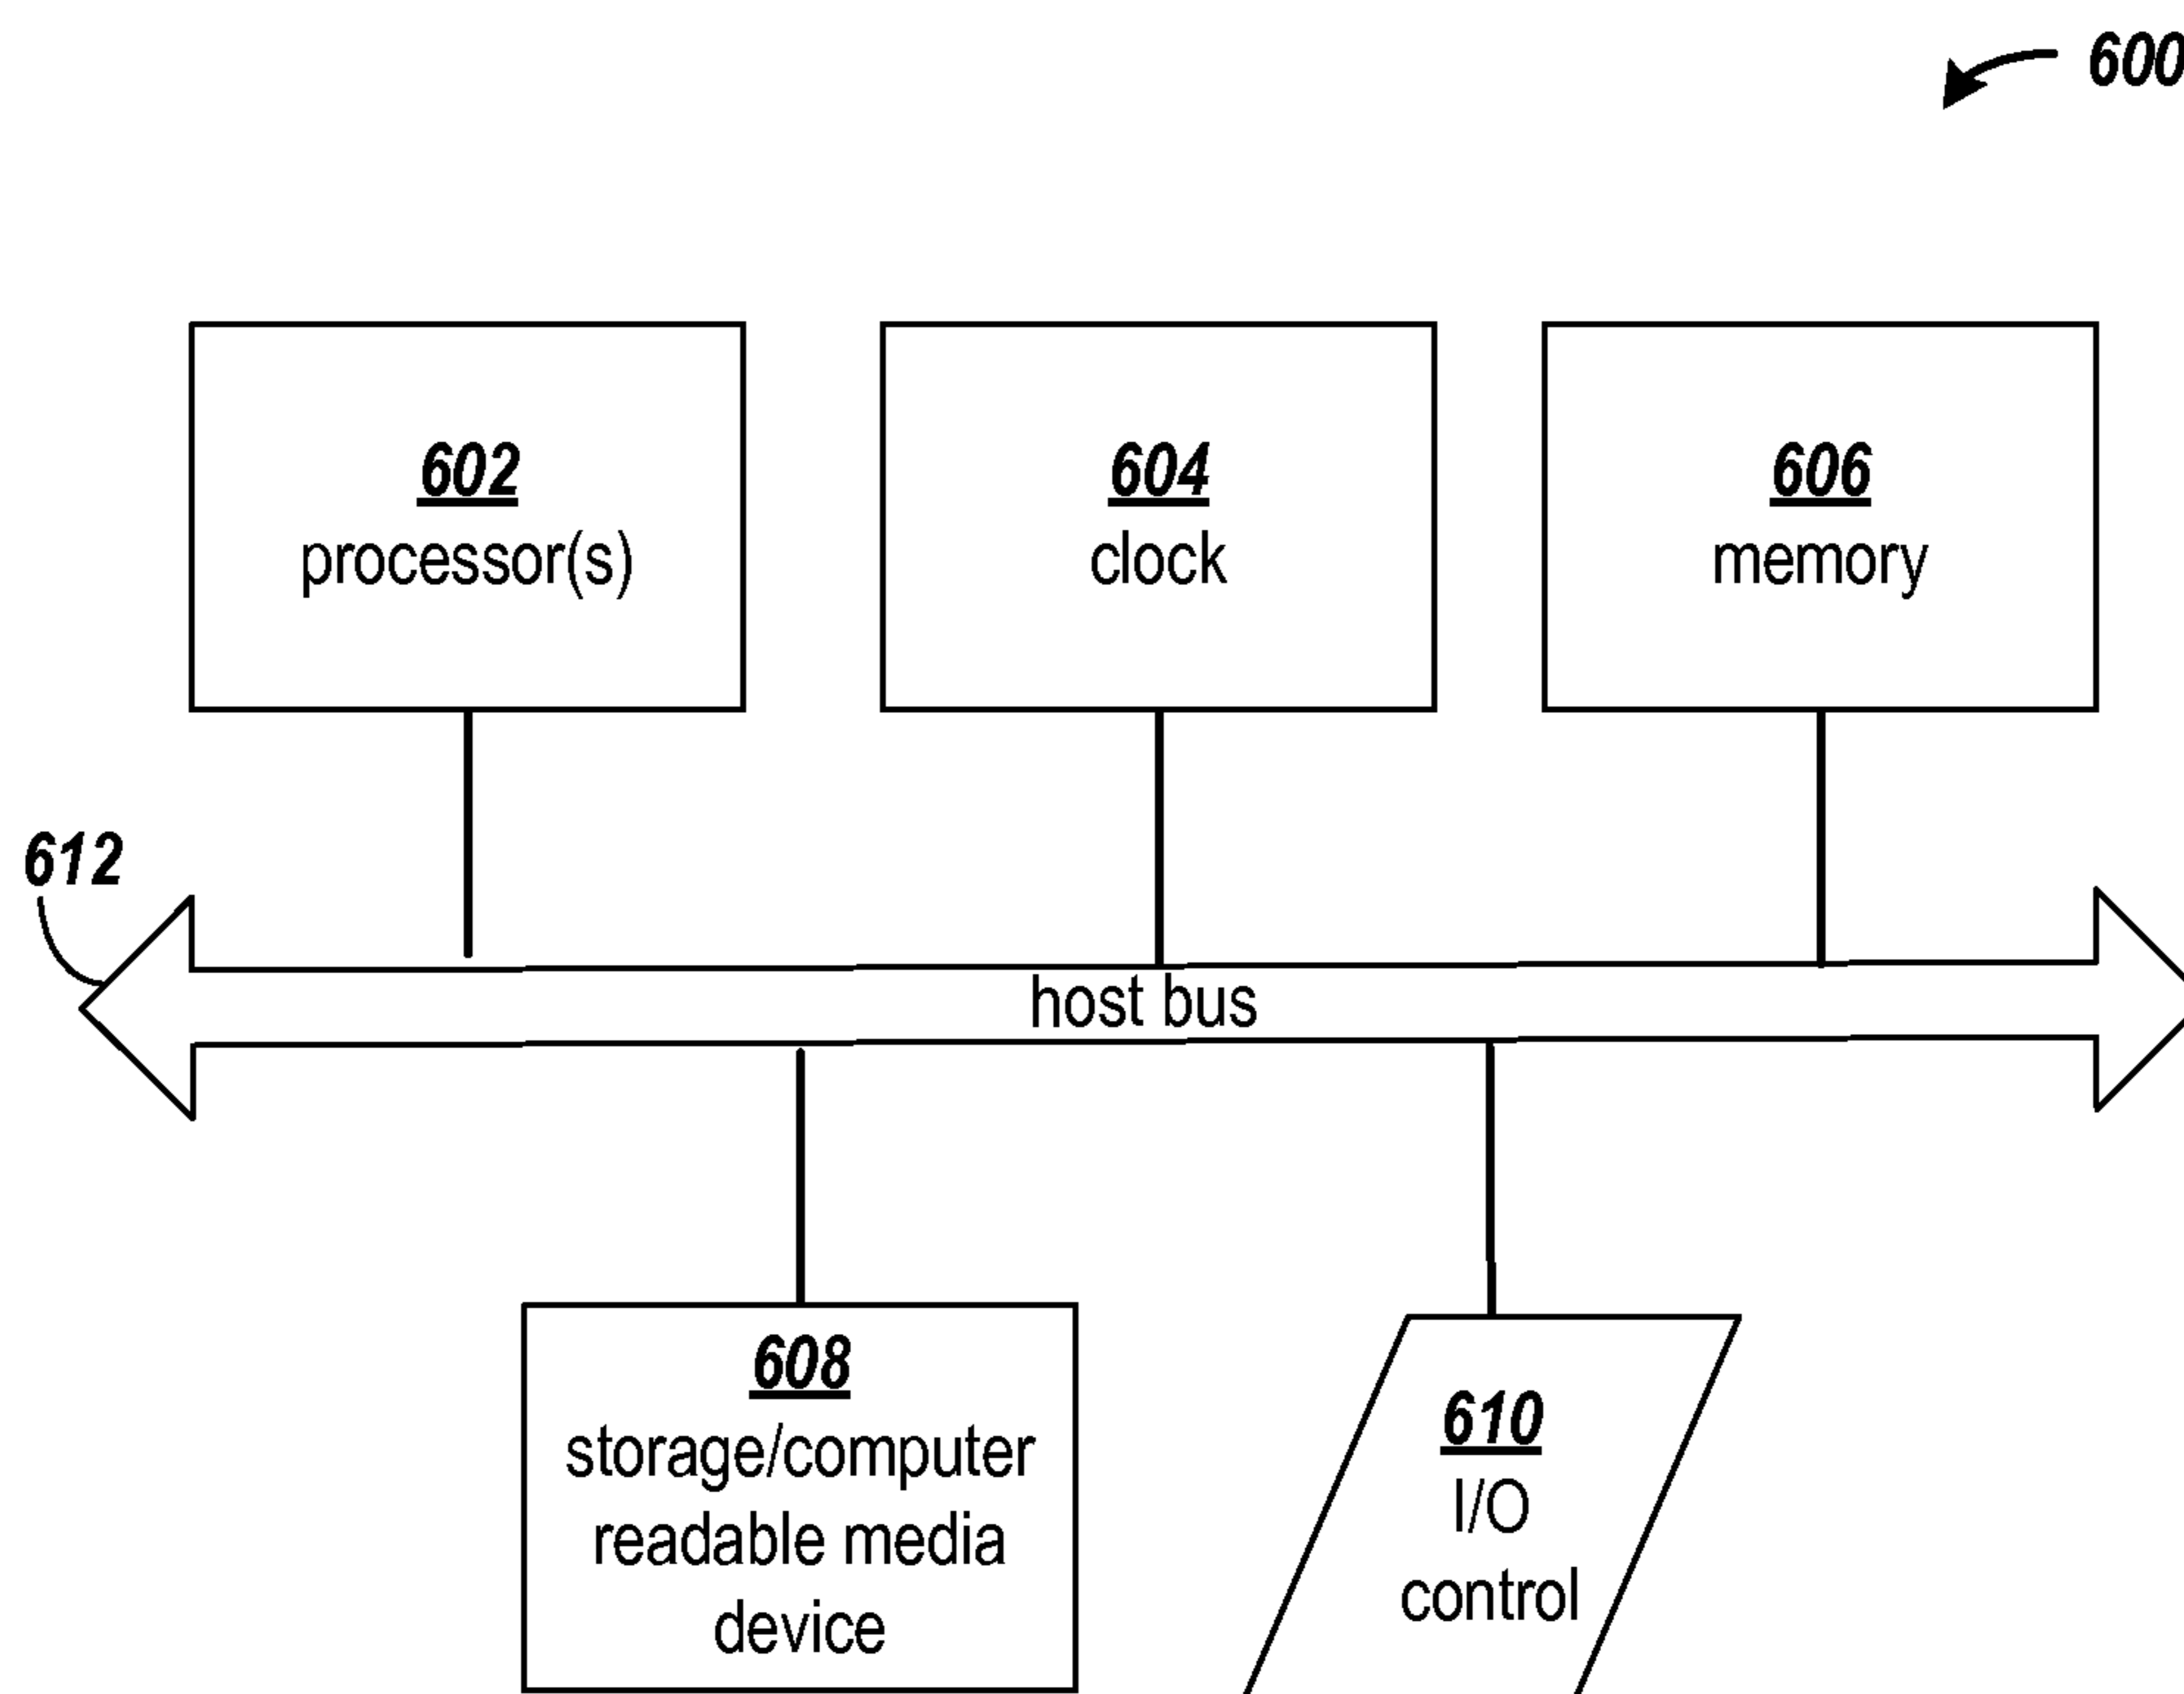 600
602
processor(s)
604
clock
606
memory
612
host bus
608
storage/computer
readable media
device
610
I/O
control